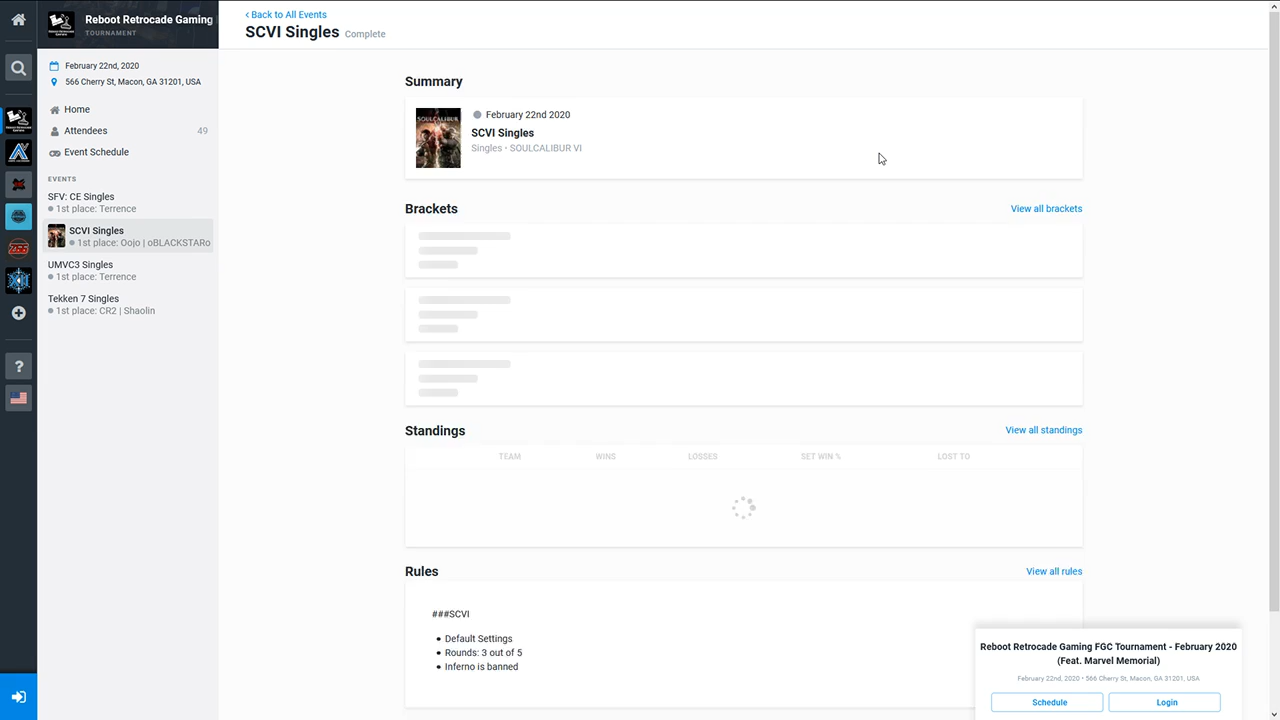 Reboot Retrocade Gaming
TOURNAMENT
February 22nd, 2020
566 Cherry St, Macon, GA 31201, USA
Home
Attendees 49
Event Schedule
EVENTS
SFV: CE Singles
1st place: Terrence
SCVI Singles
1st place: Oojo | oBLACKSTARo
UMVC3 Singles
1st place: Terrence
Tekken 7 Singles
1st place: CR2 | Shaolin
?
‹ Back to All Events
SCVI Singles Complete
Summary
SOULCALIBUR
February 22nd 2020
SCVI Singles
Singles • SOULCALIBUR VI
Brackets View all brackets
Standings View all standings
TEAM WINS LOSSES SET WIN % LOST TO
Rules View all rules
###SCVI
• Default Settings
• Rounds: 3 out of 5
• Inferno is banned
Reboot Retrocade Gaming FGC Tournament - February 2020
(Feat. Marvel Memorial)
February 22nd, 2020 • 566 Cherry St, Macon, GA 31201, USA
Schedule Login